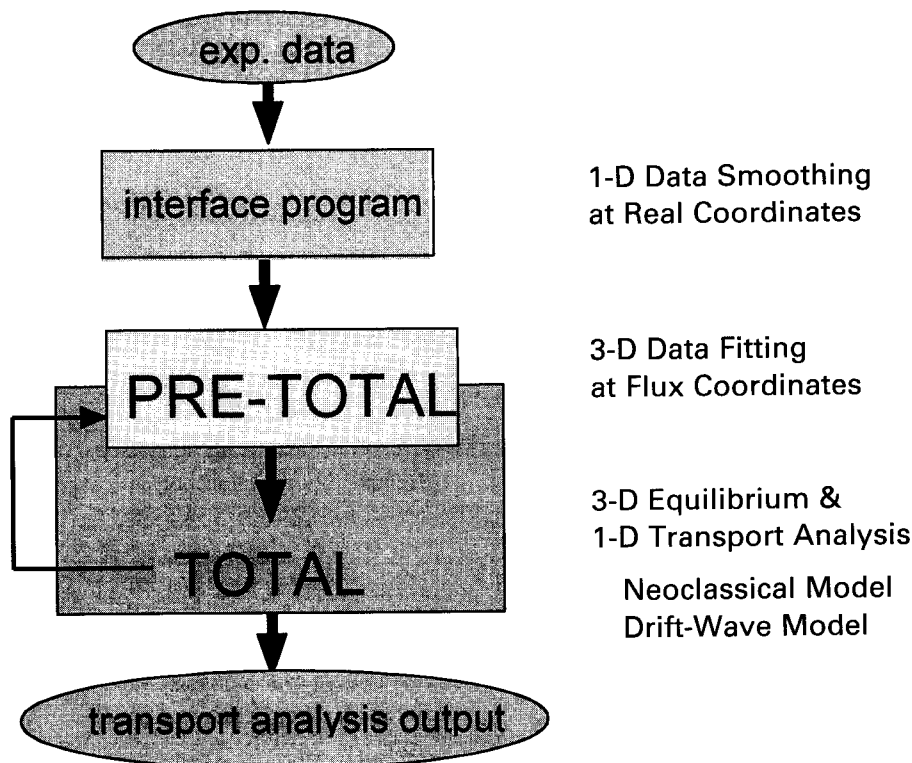 exp. data
interface program
1-D Data Smoothing
at Real Coordinates
PRE-TOTAL
3-D Data Fitting
at Flux Coordinates
TOTAL
3-D Equilibrium &
1-D Transport Analysis
Neoclassical Model
Drift-Wave Model
transport analysis output